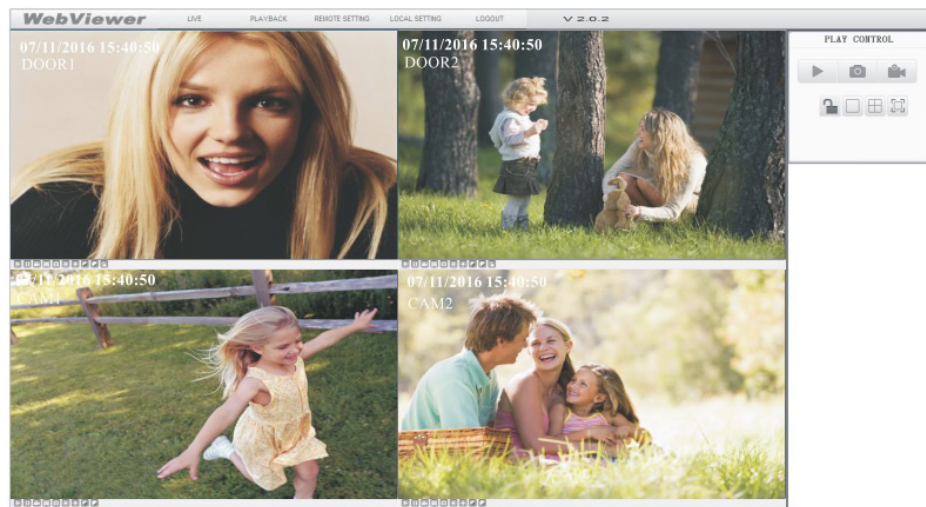 WebViewer LIVE PLAYBACK REMOTE SETTING LOCAL SETTING LOGOUT V 2.0.2
PLAY CONTROL
07/11/2016 15:40:50
DOOR1
07/11/2016 15:40:50
DOOR2
07/11/2016 15:40:50
CAM1
07/11/2016 15:40:50
CAM2